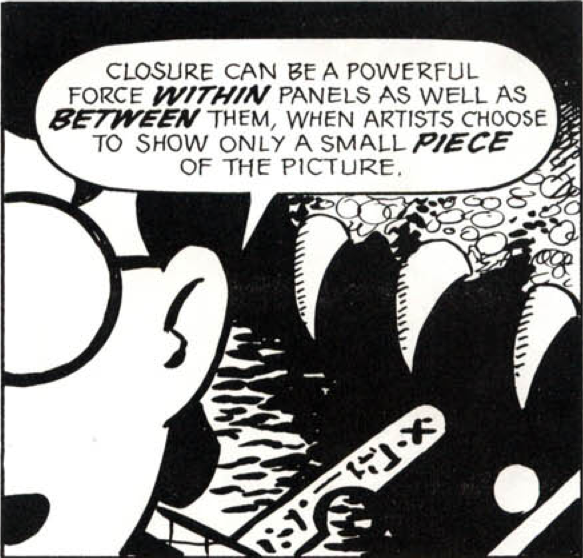 CLOSURE CAN BE A POWERFUL
FORCE WITHIN PANELS AS WELL AS
BETWEEN THEM, WHEN ARTISTS CHOOSE
TO SHOW ONLY A SMALL PIECE
OF THE PICTURE.